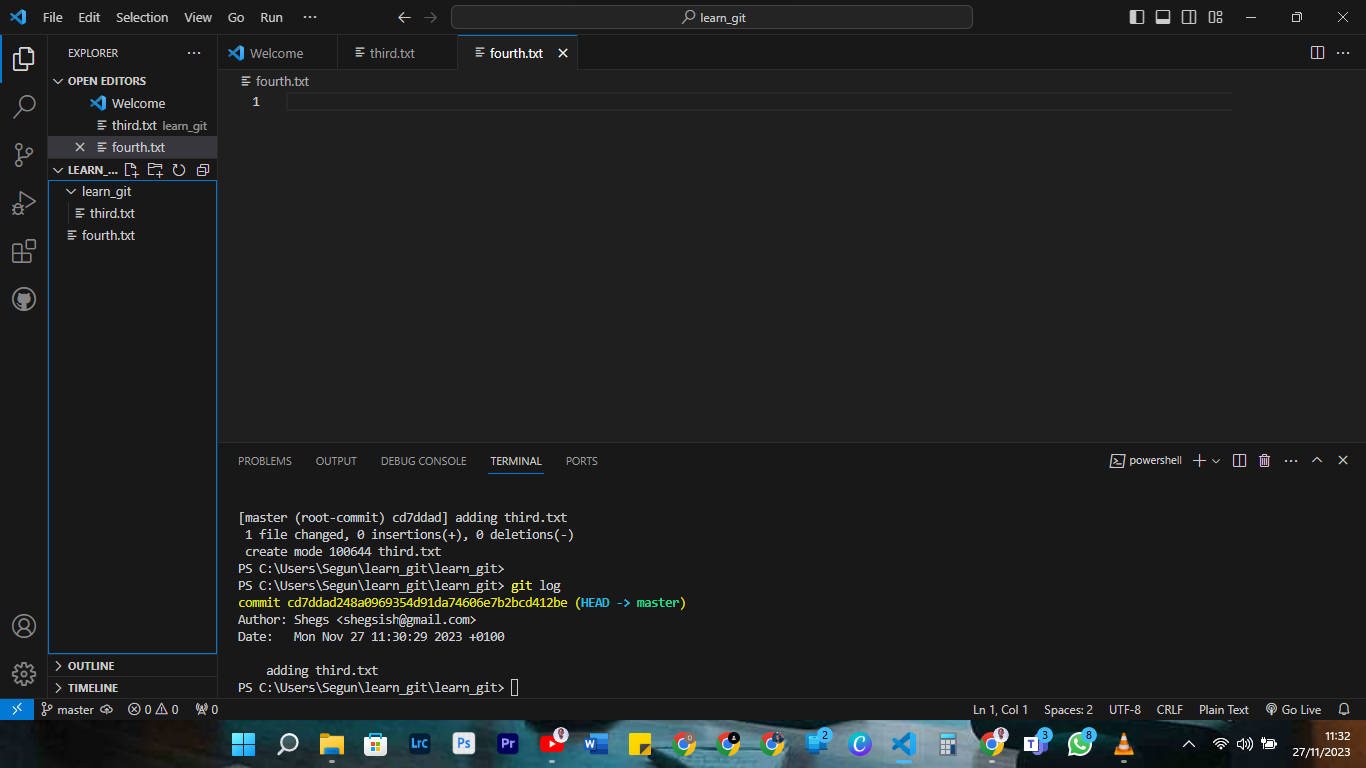 File Edit Selection View Go Run ···
learn_git
EXPLORER
Welcome
third.txt
fourth.txt
OPEN EDITORS
Welcome
third.txt learn_git
fourth.txt
LEARN_...
learn_git
third.txt
fourth.txt
OUTLINE
TIMELINE
fourth.txt
1
PROBLEMS OUTPUT DEBUG CONSOLE TERMINAL PORTS
powershell
[master (root-commit) cd7ddad] adding third.txt
1 file changed, 0 insertions(+), 0 deletions(-)
create mode 100644 third.txt
PS C:\Users\Segun\learn_git\learn_git>
PS C:\Users\Segun\learn_git\learn_git> git log
commit cd7ddad248a0969354d91da74606e7b2bcd412be (HEAD -> master)
Author: Shegs <shegsish@gmail.com>
Date:   Mon Nov 27 11:30:29 2023 +0100
adding third.txt
PS C:\Users\Segun\learn_git\learn_git>
master 0 0 0
Ln 1, Col 1 Spaces: 2 UTF-8 CRLF Plain Text Go Live
Lrc Ps Pr W 2 C T 3 8
11:32
27/11/2023